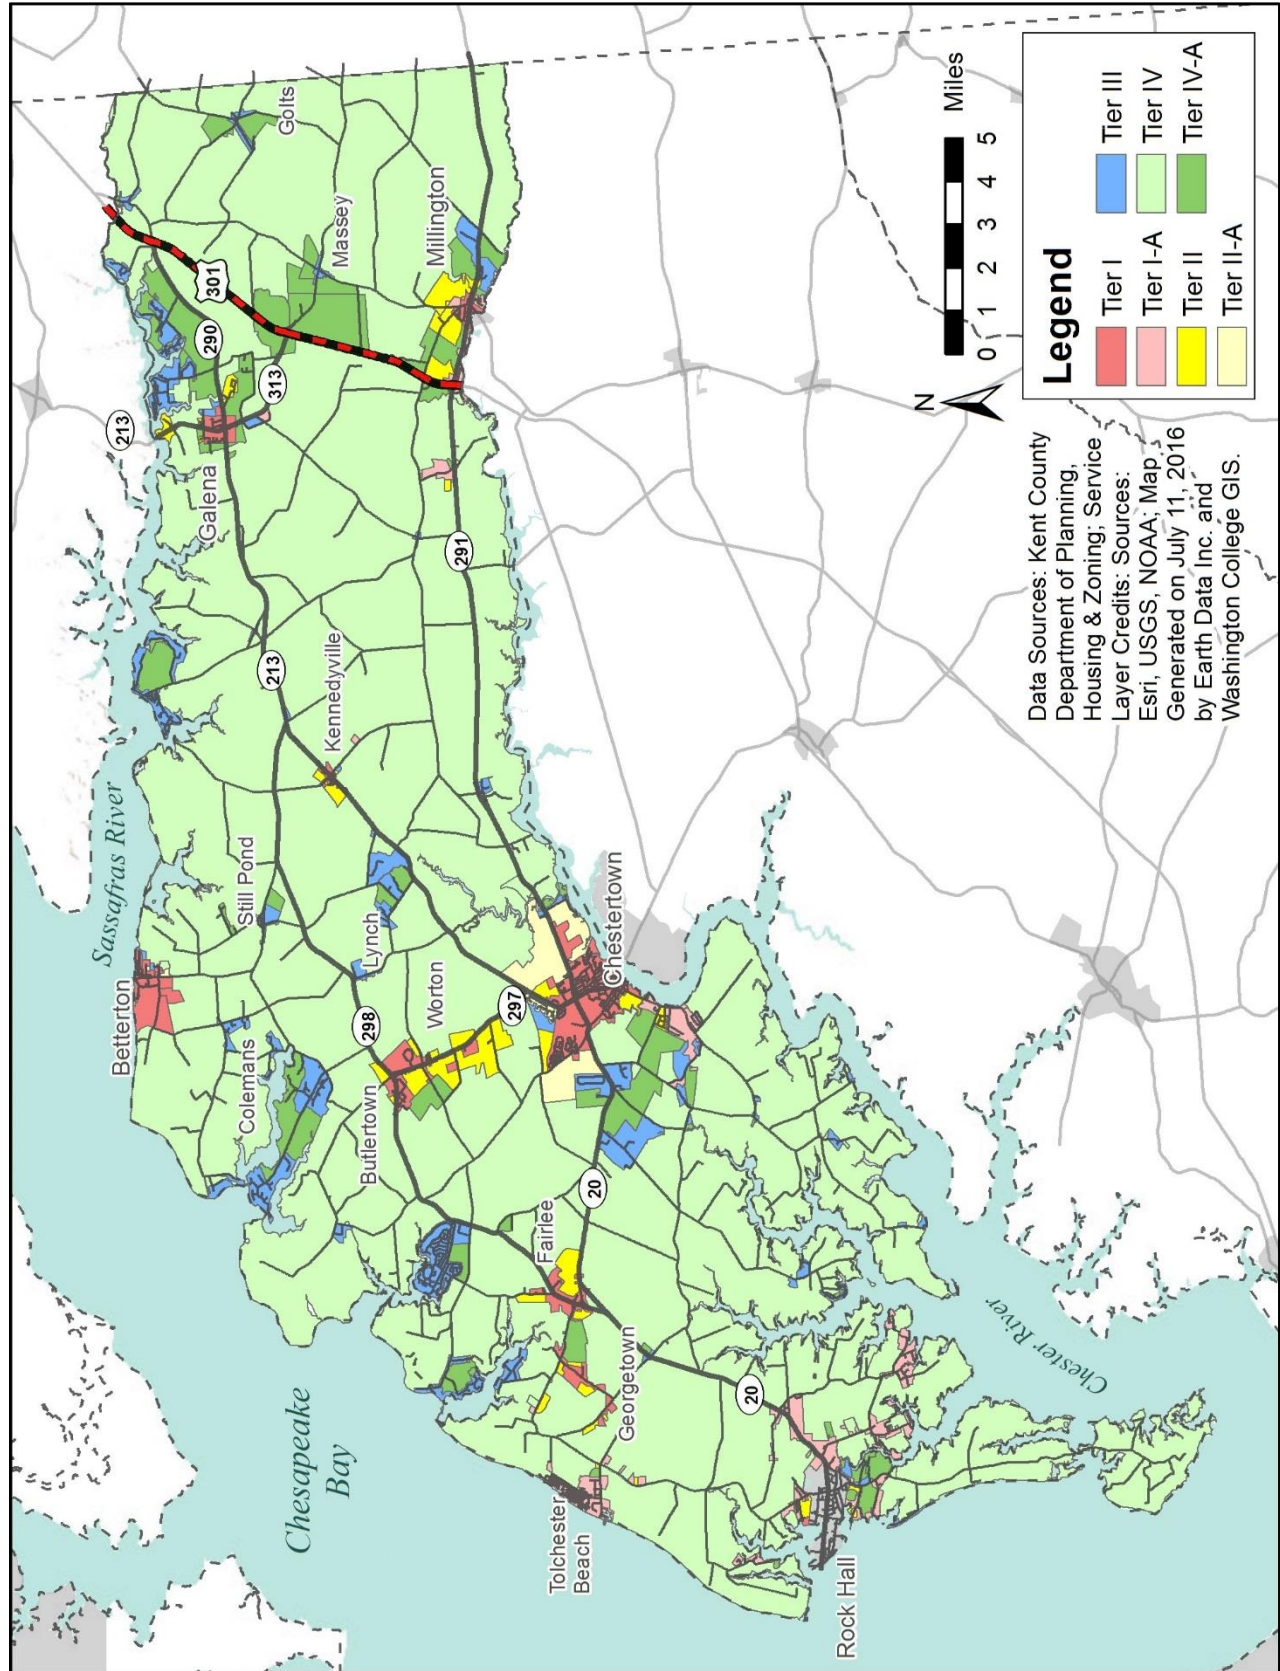 Chesapeake
Bay
Sassafras River
Chester River
Betterton
Still Pond
Colemans
Lynch
Worton
Butlertown
Kennedyville
Galena
Golts
Massey
Millington
Chestertown
Fairlee
Georgetown
Tolchester
Beach
Rock Hall
213
290
301
313
213
291
298
297
20
20
N
0 1 2 3 4 5 Miles
Legend
Tier I
Tier I-A
Tier II
Tier II-A
Tier III
Tier IV
Tier IV-A
Data Sources: Kent County
Department of Planning,
Housing & Zoning; Service
Layer Credits: Sources:
Esri, USGS, NOAA; Map
Generated on July 11, 2016
by Earth Data Inc. and
Washington College GIS.